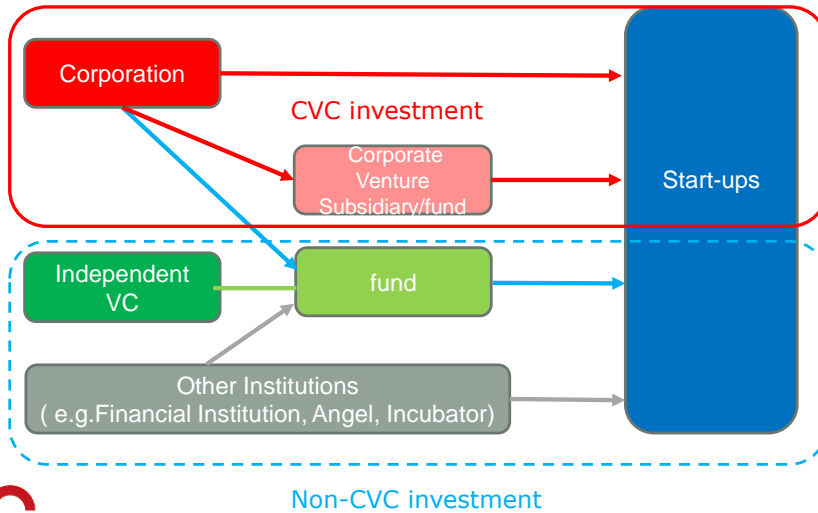 Corporation
CVC investment
Corporate
Venture
Subsidiary/fund
Start-ups
Independent
VC
fund
Other Institutions
( e.g.Financial Institution, Angel, Incubator)
Non-CVC investment